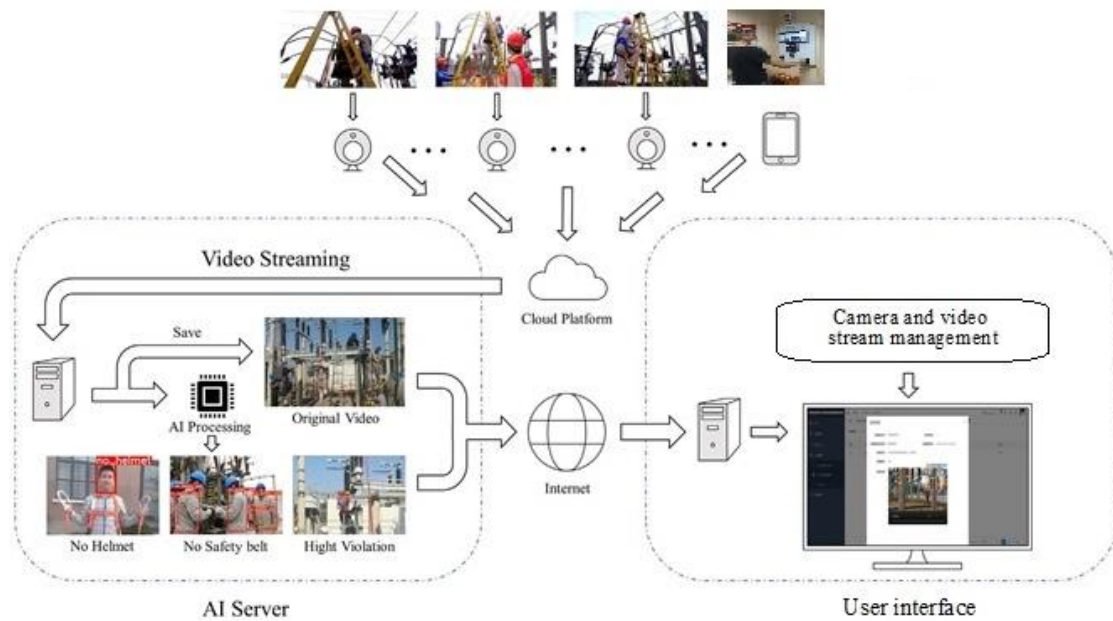 Video Streaming
Cloud Platform
Save
Original Video
AI Processing
no_helmet
No Helmet
No Safety belt
Hight Violation
AI Server
Internet
Camera and video
stream management
User interface